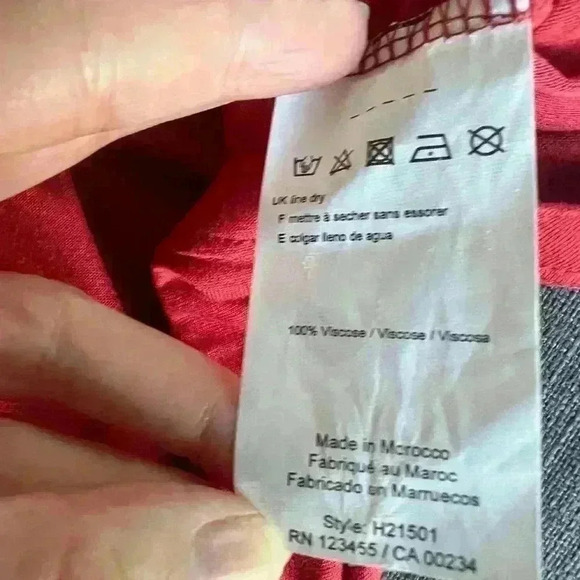 UK line dry
F mettre à sécher sans essorer
E colgar lleno de agua
100% Viscose / Viscose / Viscosa
Made in Morocco
Fabriqué au Maroc
Fabricado en Marruecos
Style: H21501
RN 123455 / CA 00234